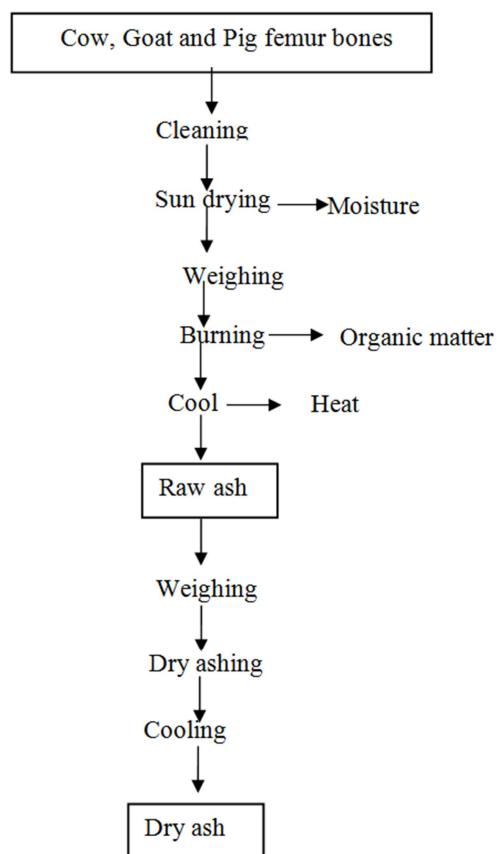 Cow, Goat and Pig femur bones
Cleaning
Sun drying
Moisture
Weighing
Burning
Organic matter
Cool
Heat
Raw ash
Weighing
Dry ashing
Cooling
Dry ash